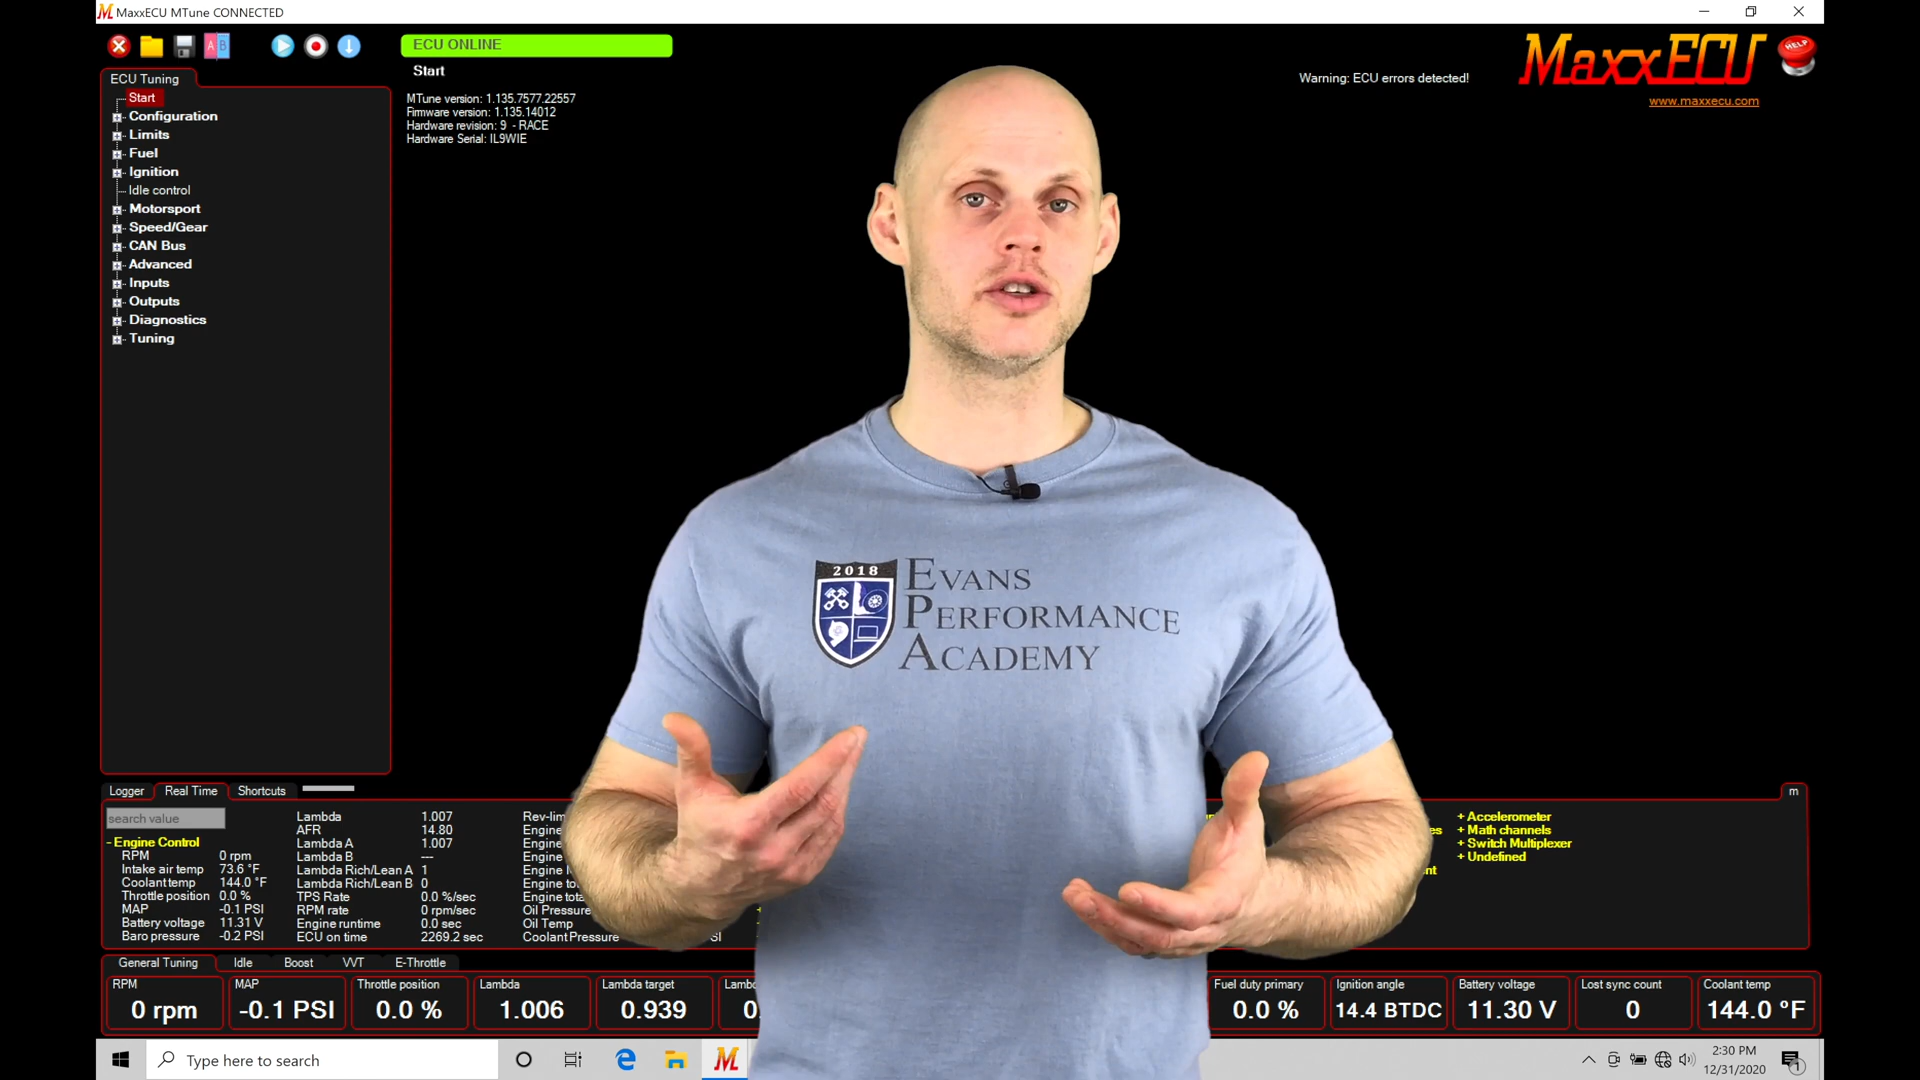 MaxxECU MTune CONNECTED
A B
ECU ONLINE
Start
Warning: ECU errors detected!
MaxxECU
HELP
www.maxxecu.com
MTune version: 1.135.7577.22557
Firmware version: 1.135.14012
Hardware revision: 9 - RACE
Hardware Serial: IL9WIE
ECU Tuning
Start
Configuration
Limits
Fuel
Ignition
Idle control
Motorsport
Speed/Gear
CAN Bus
Advanced
Inputs
Outputs
Diagnostics
Tuning
2018
EVANS
PERFORMANCE
ACADEMY
Logger Real Time Shortcuts m
search value
- Engine Control
RPM 0 rpm
Intake air temp 73.6 °F
Coolant temp 144.0 °F
Throttle position 0.0 %
MAP -0.1 PSI
Battery voltage 11.31 V
Baro pressure -0.2 PSI
Lambda 1.007
AFR 14.80
Lambda A 1.007
Lambda B ---
Lambda Rich/Lean A 1
Lambda Rich/Lean B 0
TPS Rate 0.0 %/sec
RPM rate 0 rpm/sec
Engine runtime 0.0 sec
ECU on time 2269.2 sec
Engine
Engine
Engine
Oil Pressure
Oil Temp
Coolant Pressure
+ Accelerometer
+ Math channels
+ Switch Multiplexer
+ Undefined
General Tuning Idle Boost VVT E-Throttle
RPM
0 rpm
MAP
-0.1 PSI
Throttle position
0.0 %
Lambda
1.006
Lambda target
0.939
Fuel duty primary
0.0 %
Ignition angle
14.4 BTDC
Battery voltage
11.30 V
Lost sync count
0
Coolant temp
144.0 °F
Type here to search
2:30 PM
12/31/2020
1